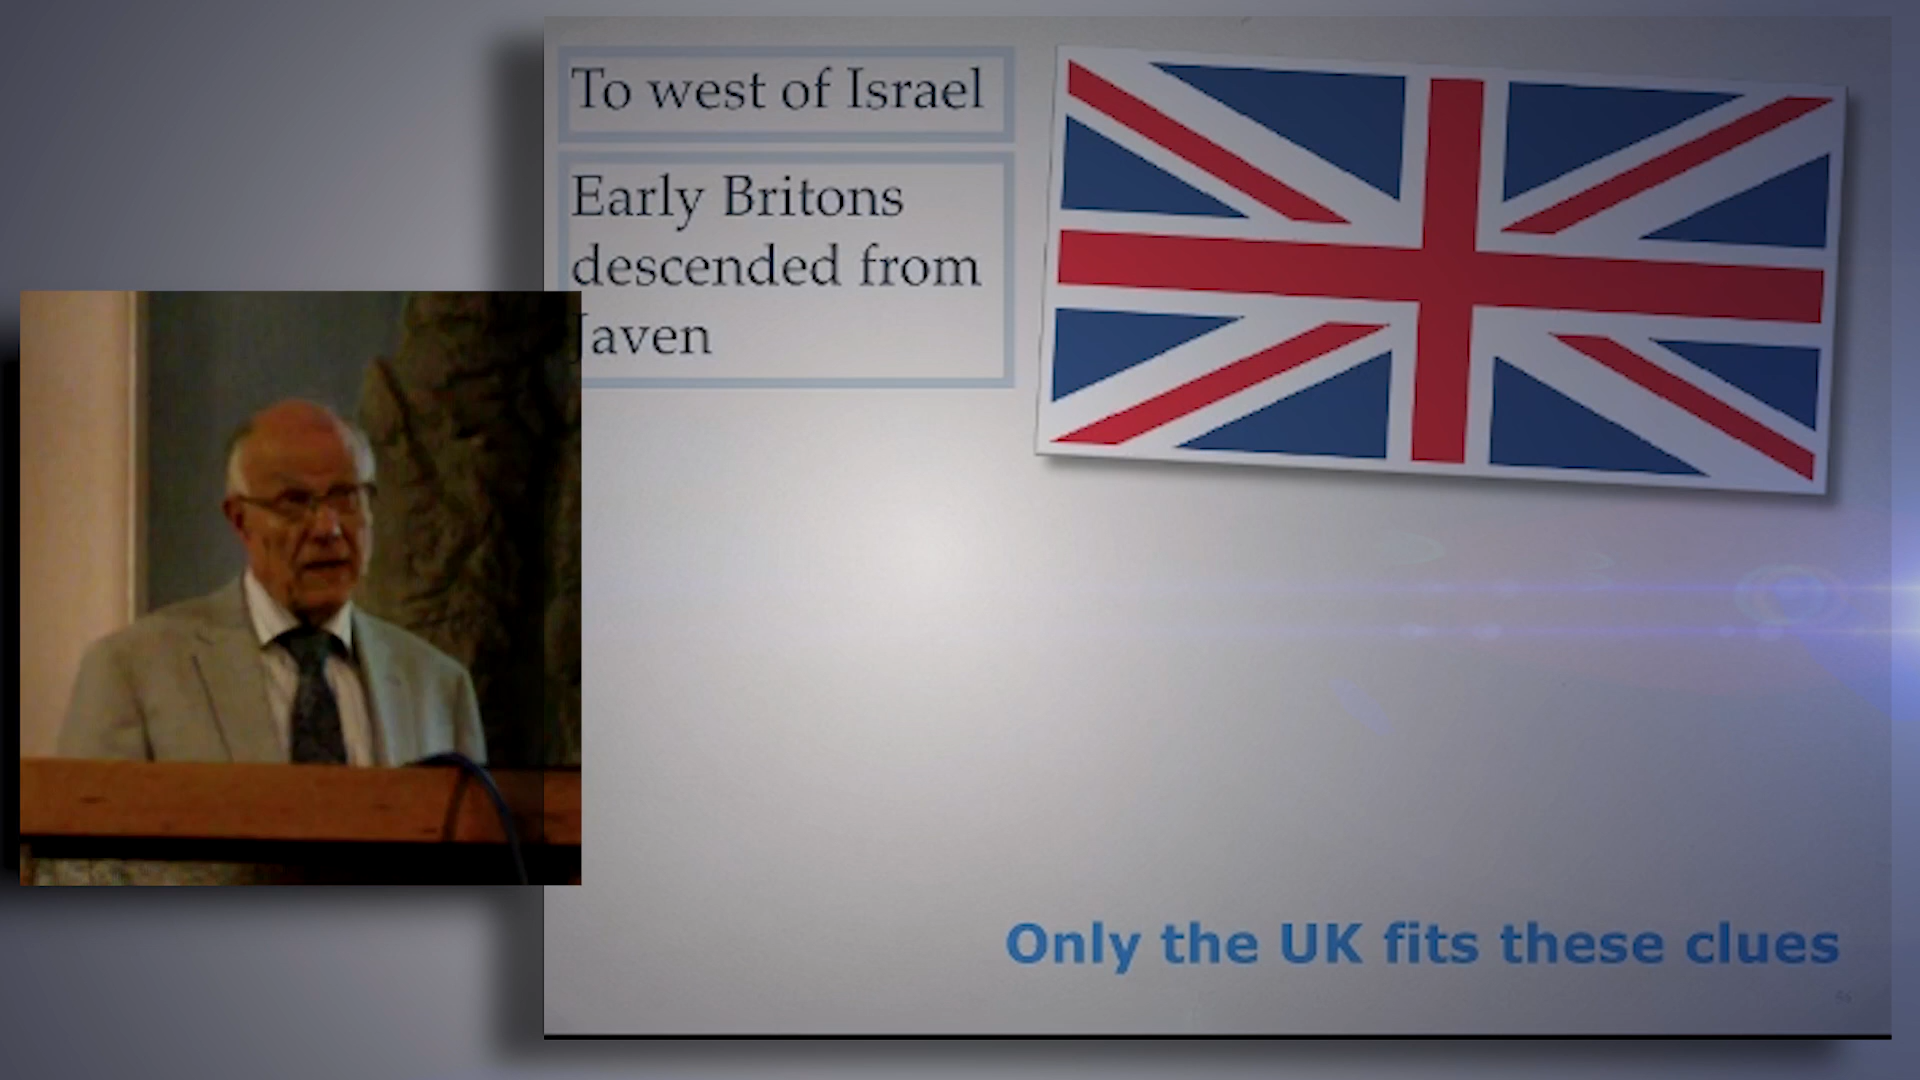 To west of Israel
Early Britons
descended from
Javen
Only the UK fits these clues